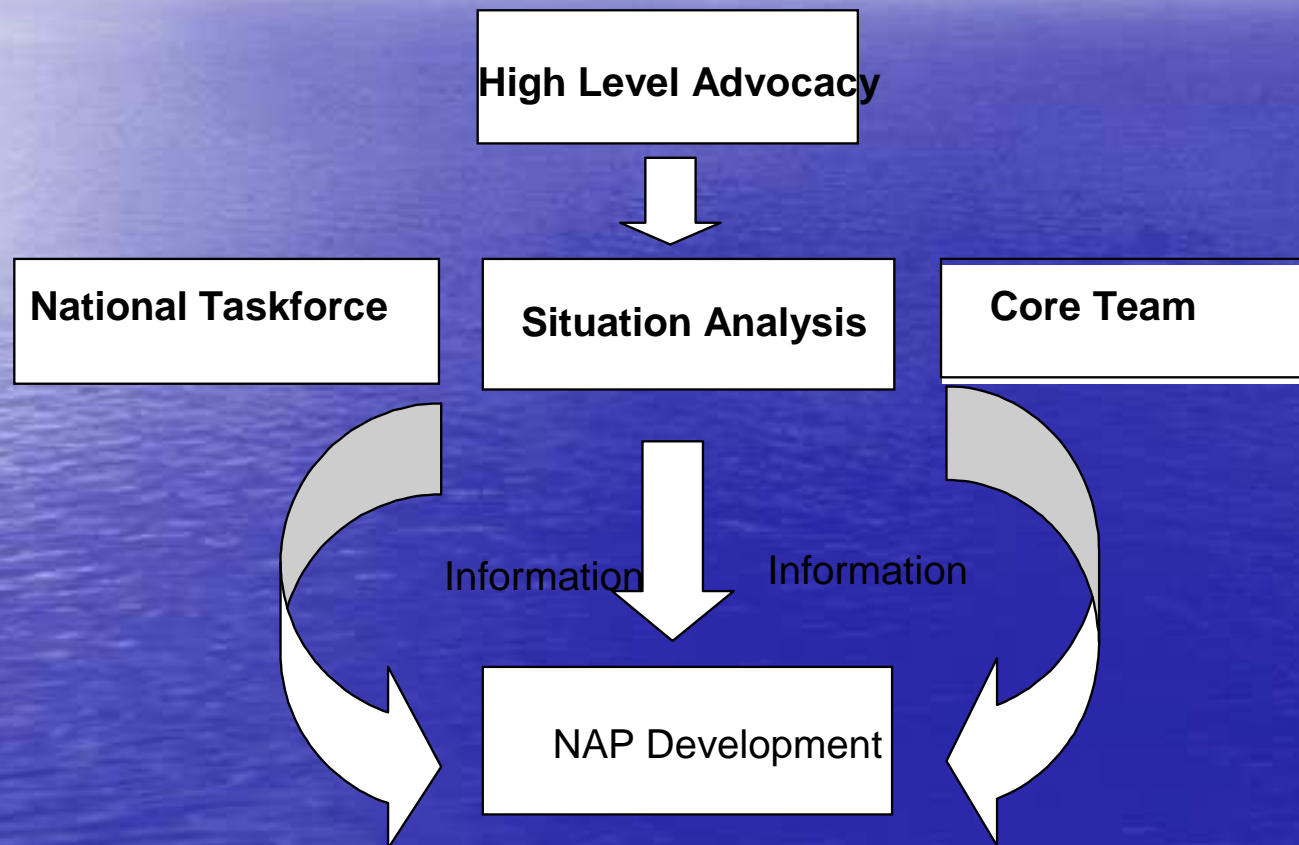 High Level Advocacy
National Taskforce
Situation Analysis
Core Team
Information
Information
NAP Development